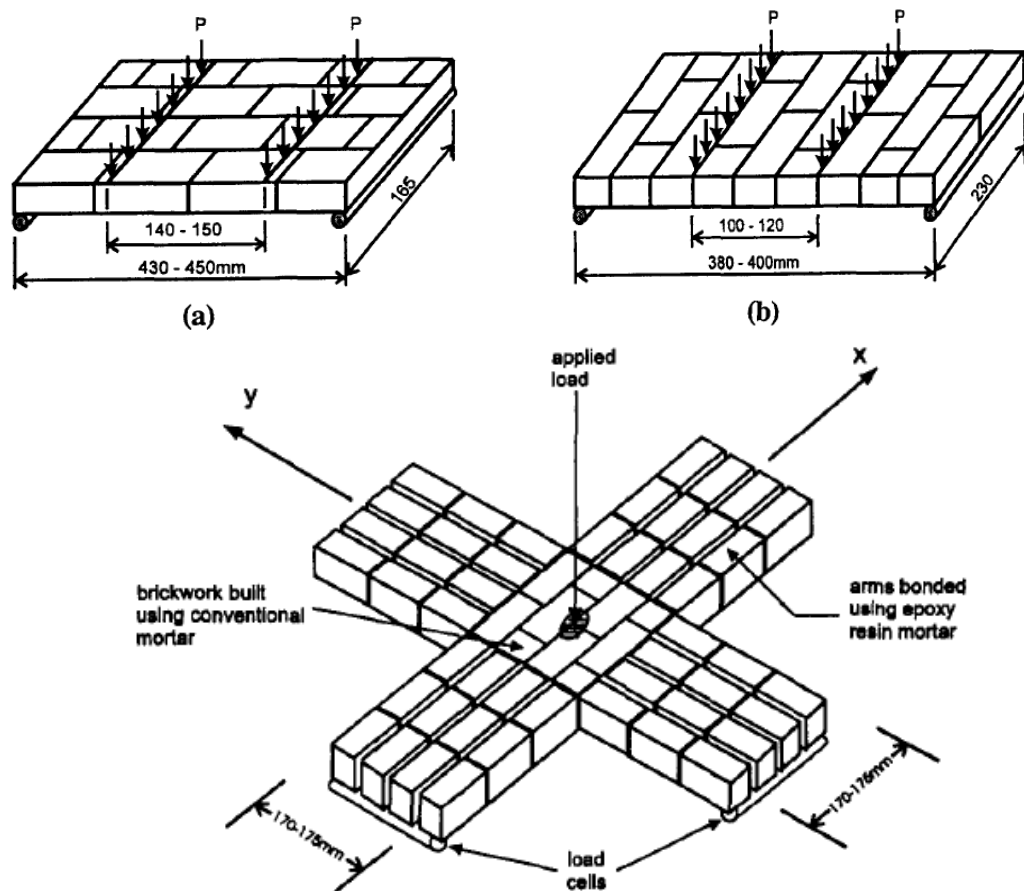 P
P
165
140 - 150
430 - 450mm
(a)
P
P
230
100 - 120
380 - 400mm
(b)
applied
load
x
y
brickwork built
using conventional
mortar
arms bonded
using epoxy
resin mortar
170-175mm
170-175mm
load
cells